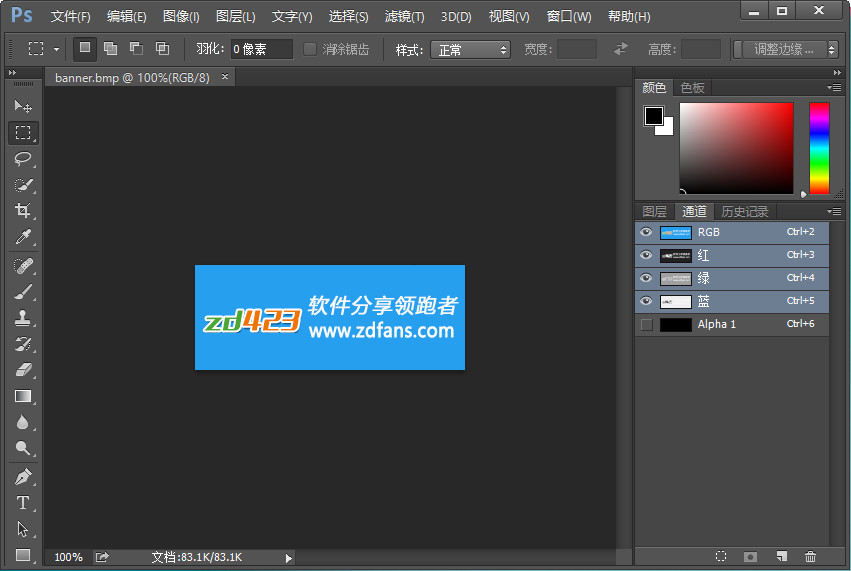 Ps 文件(F) 编辑(E) 图像(I) 图层(L) 文字(Y) 选择(S) 滤镜(T) 3D(D) 视图(V) 窗口(W) 帮助(H)
羽化: 0 像素 消除锯齿 样式: 正常 宽度: 高度: 调整边缘...
banner.bmp @ 100%(RGB/8) ×
颜色 色板
图层 通道 历史记录
RGB Ctrl+2
红 Ctrl+3
绿 Ctrl+4
蓝 Ctrl+5
Alpha 1 Ctrl+6
zd423 软件分享领跑者
www.zdfans.com
100% 文档:83.1K/83.1K